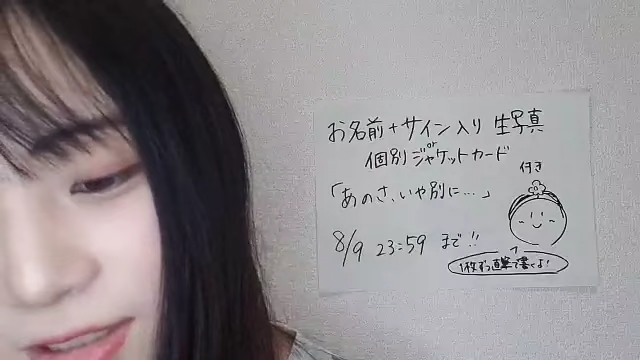 お名前+サイン入り 生写真
or
個別ジャケットカード
付き
「あのさ、いや別に…」
8/9 23:59 まで!!
1枚ずつ直筆で書くよ!